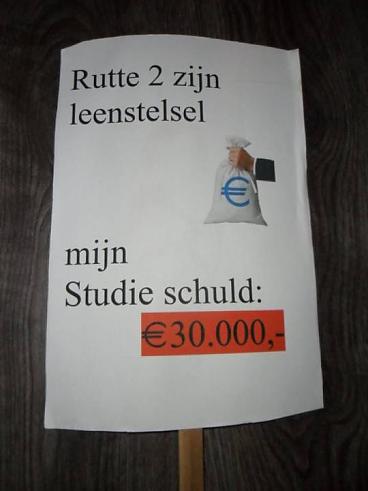 Rutte 2 zijn
leenstelsel
€
mijn
Studie schuld:
€30.000,-